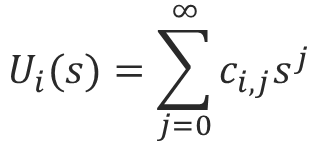 $U_i(s) = \sum_{j=0}^{\infty} c_{i,j} s^j$